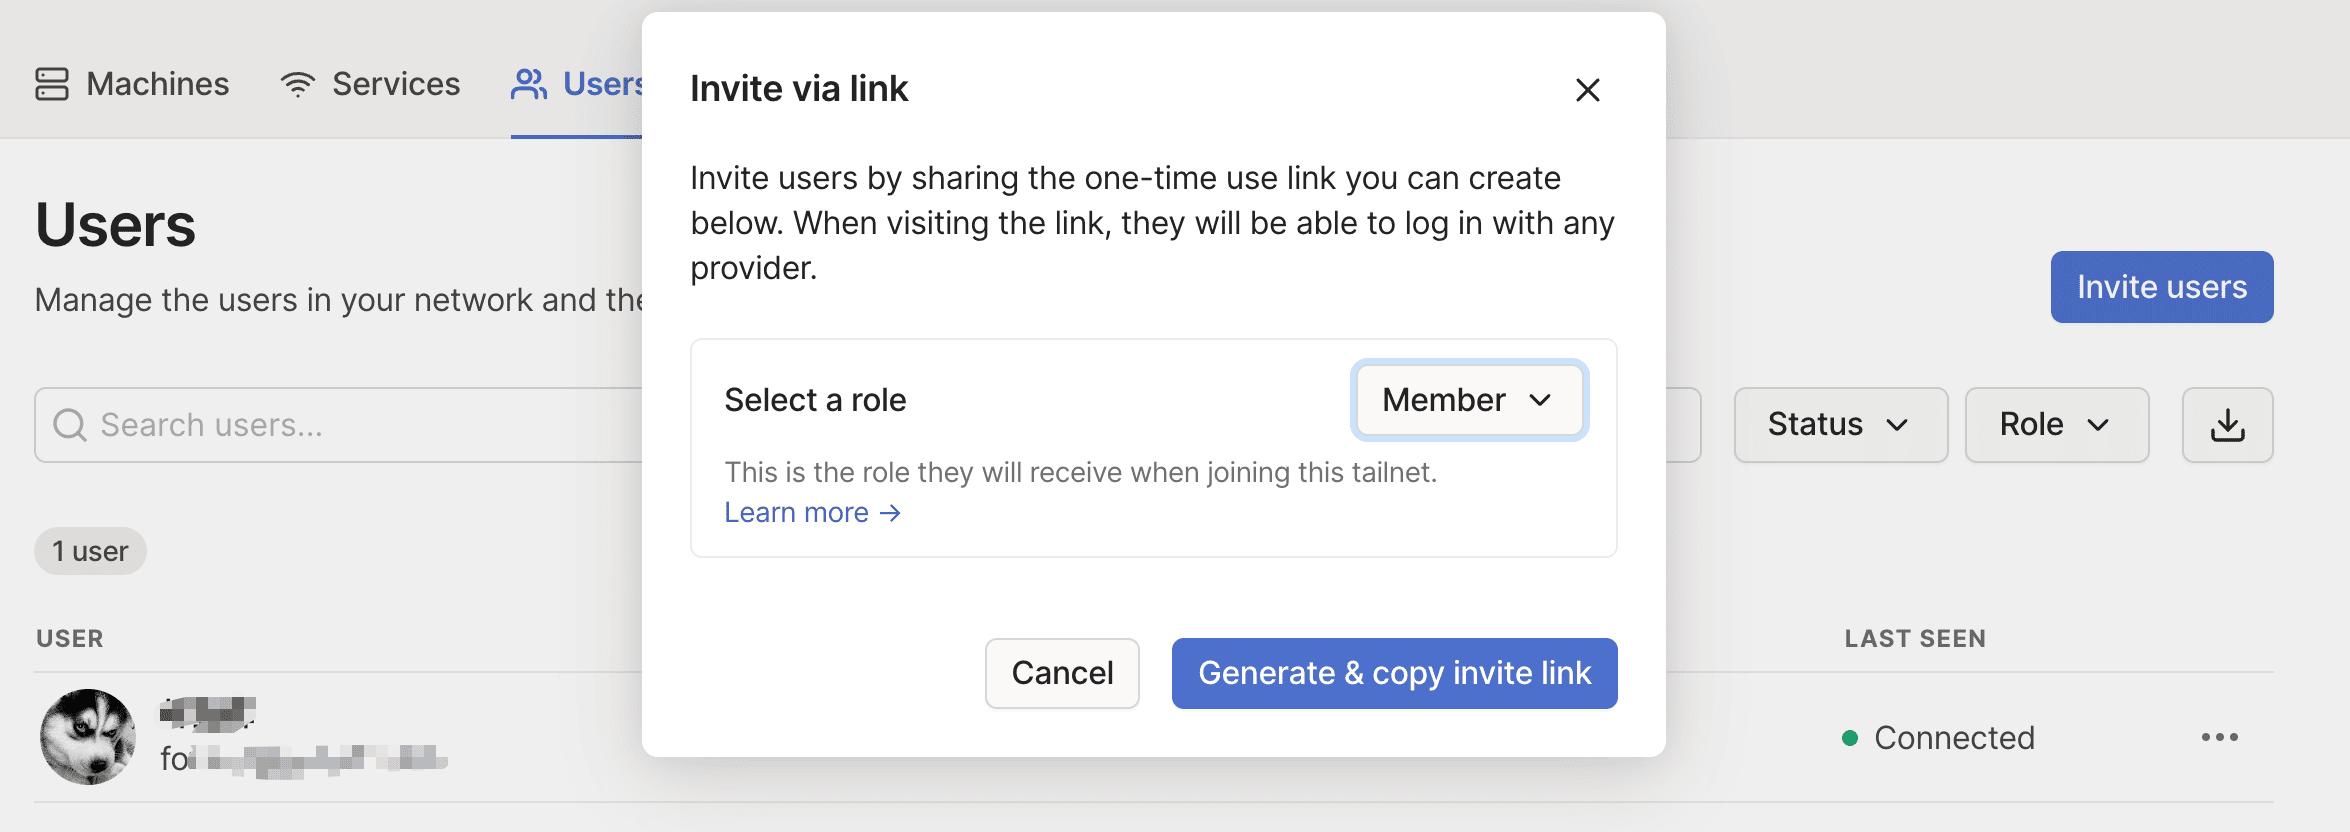 Machines
Services
Users
Invite via link
Invite users by sharing the one-time use link you can create
below. When visiting the link, they will be able to log in with any
provider.
Users
Manage the users in your network and the
Invite users
Select a role
Member
Search users...
Status
Role
This is the role they will receive when joining this tailnet.
Learn more →
1 user
USER
LAST SEEN
Cancel
Generate & copy invite link
Connected